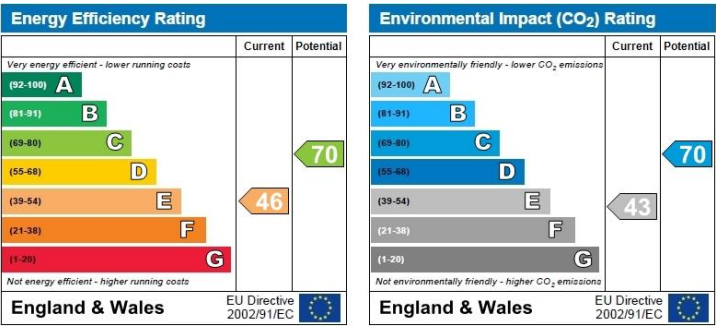 Energy Efficiency Rating
Current Potential
Very energy efficient - lower running costs
(92-100) A
(81-91) B
(69-80) C
70
(55-68) D
(39-54) E
46
(21-38) F
(1-20) G
Not energy efficient - higher running costs
England & Wales
EU Directive
2002/91/EC
Environmental Impact (CO₂) Rating
Current Potential
Very environmentally friendly - lower CO₂ emissions
(92-100) A
(81-91) B
(69-80) C
70
(55-68) D
(39-54) E
43
(21-38) F
(1-20) G
Not environmentally friendly - higher CO₂ emissions
England & Wales
EU Directive
2002/91/EC